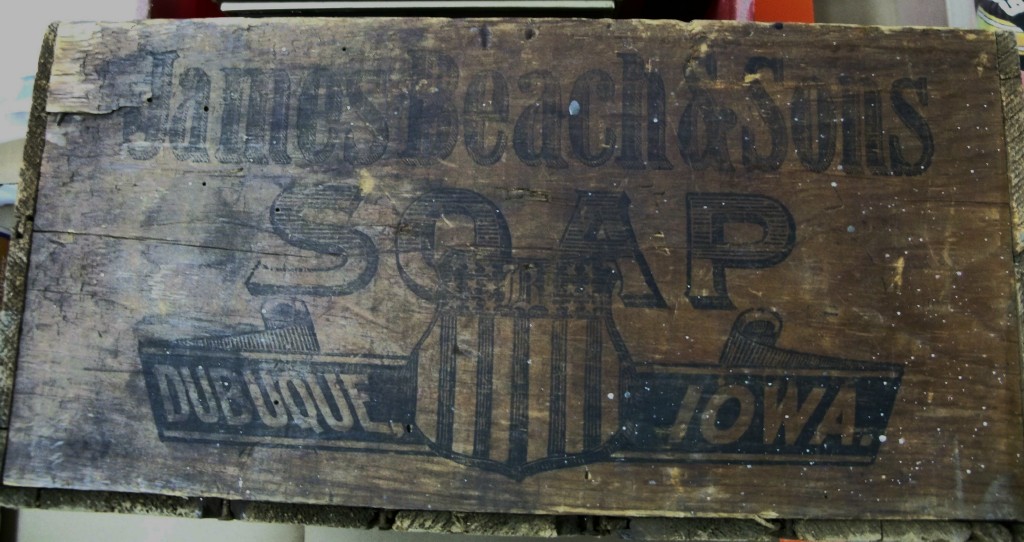 James Beach & Sons
SOAP
B
DUBUQUE, IOWA.